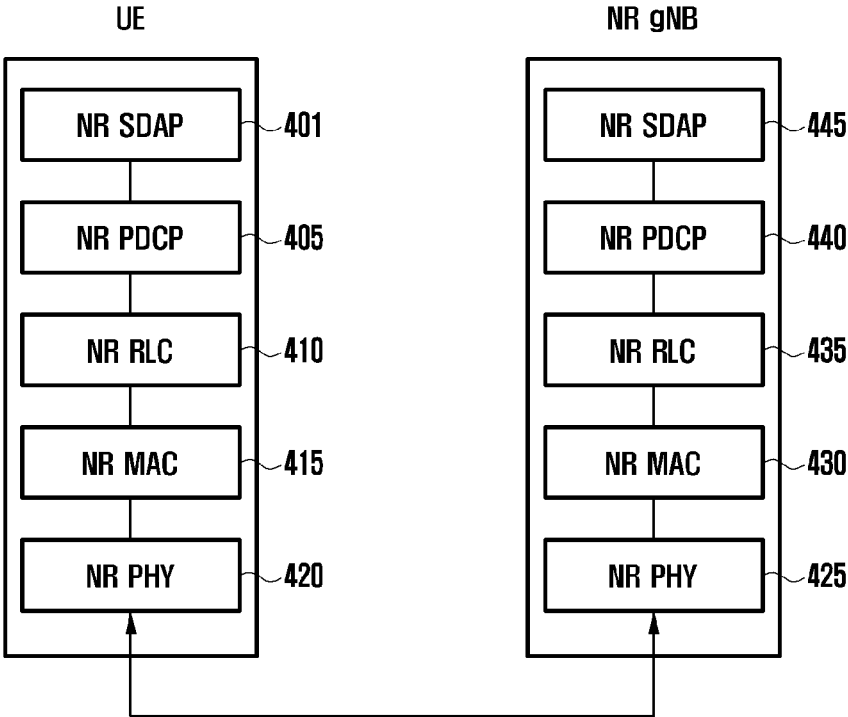 UE NR gNB
NR SDAP 401 NR SDAP 445
NR PDCP 405 NR PDCP 440
NR RLC 410 NR RLC 435
NR MAC 415 NR MAC 430
NR PHY 420 NR PHY 425